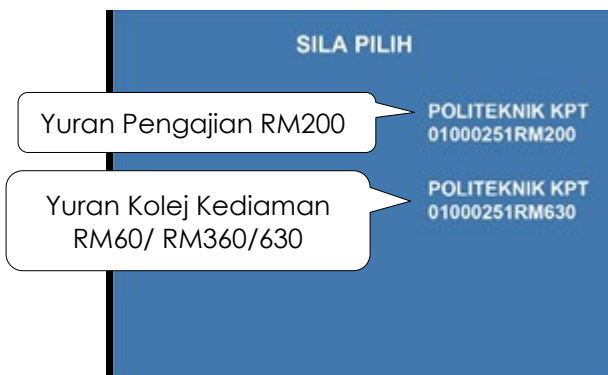 SILA PILIH
Yuran Pengajian RM200
POLITEKNIK KPT
01000251RM200
Yuran Kolej Kediaman
RM60/ RM360/630
POLITEKNIK KPT
01000251RM630